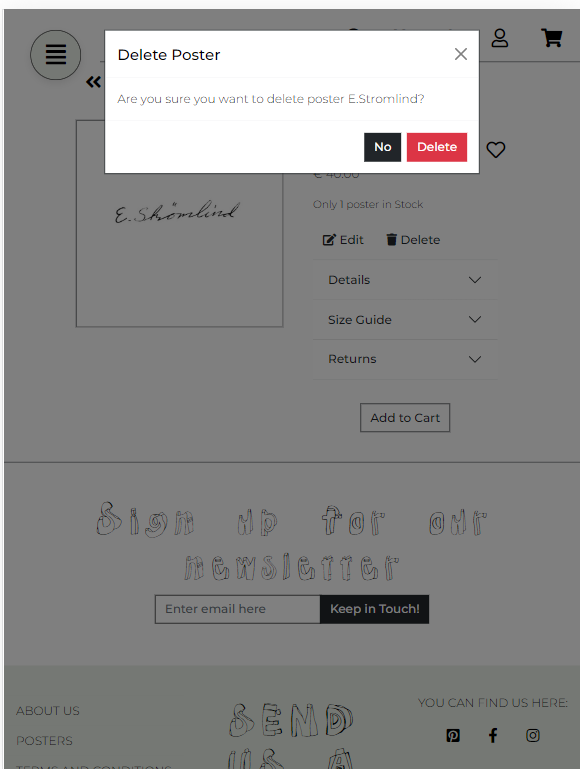 Delete Poster
Are you sure you want to delete poster E.Stromlind?
No Delete
€ 40.00
Only 1 poster in Stock
E.Strömlind
Edit Delete
Details
Size Guide
Returns
Add to Cart
Sign up for our
newsletter
Enter email here Keep in Touch!
ABOUT US
POSTERS
TERMS AND CONDITIONS
SEND
US A
YOU CAN FIND US HERE: